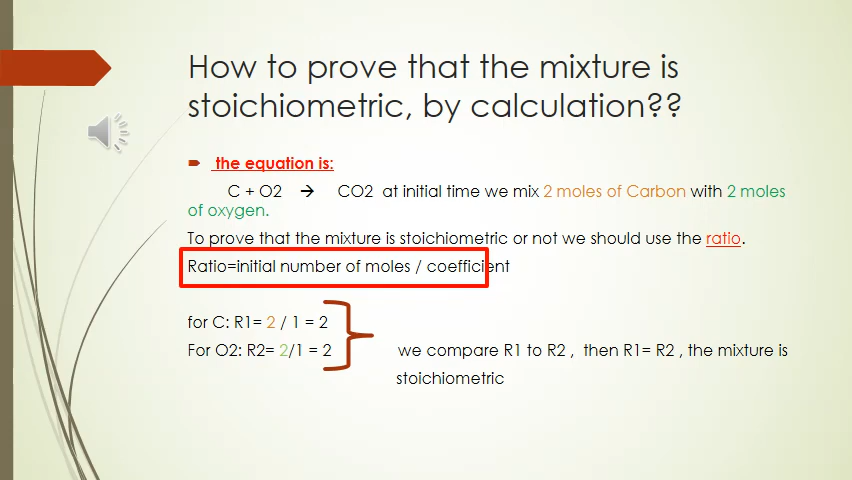 How to prove that the mixture is
stoichiometric, by calculation??
the equation is:
C + O2 → CO2 at initial time we mix 2 moles of Carbon with 2 moles
of oxygen.
To prove that the mixture is stoichiometric or not we should use the ratio.
Ratio=initial number of moles / coefficient
for C: R1= 2 / 1 = 2
For O2: R2= 2/1 = 2 we compare R1 to R2 , then R1= R2 , the mixture is
stoichiometric